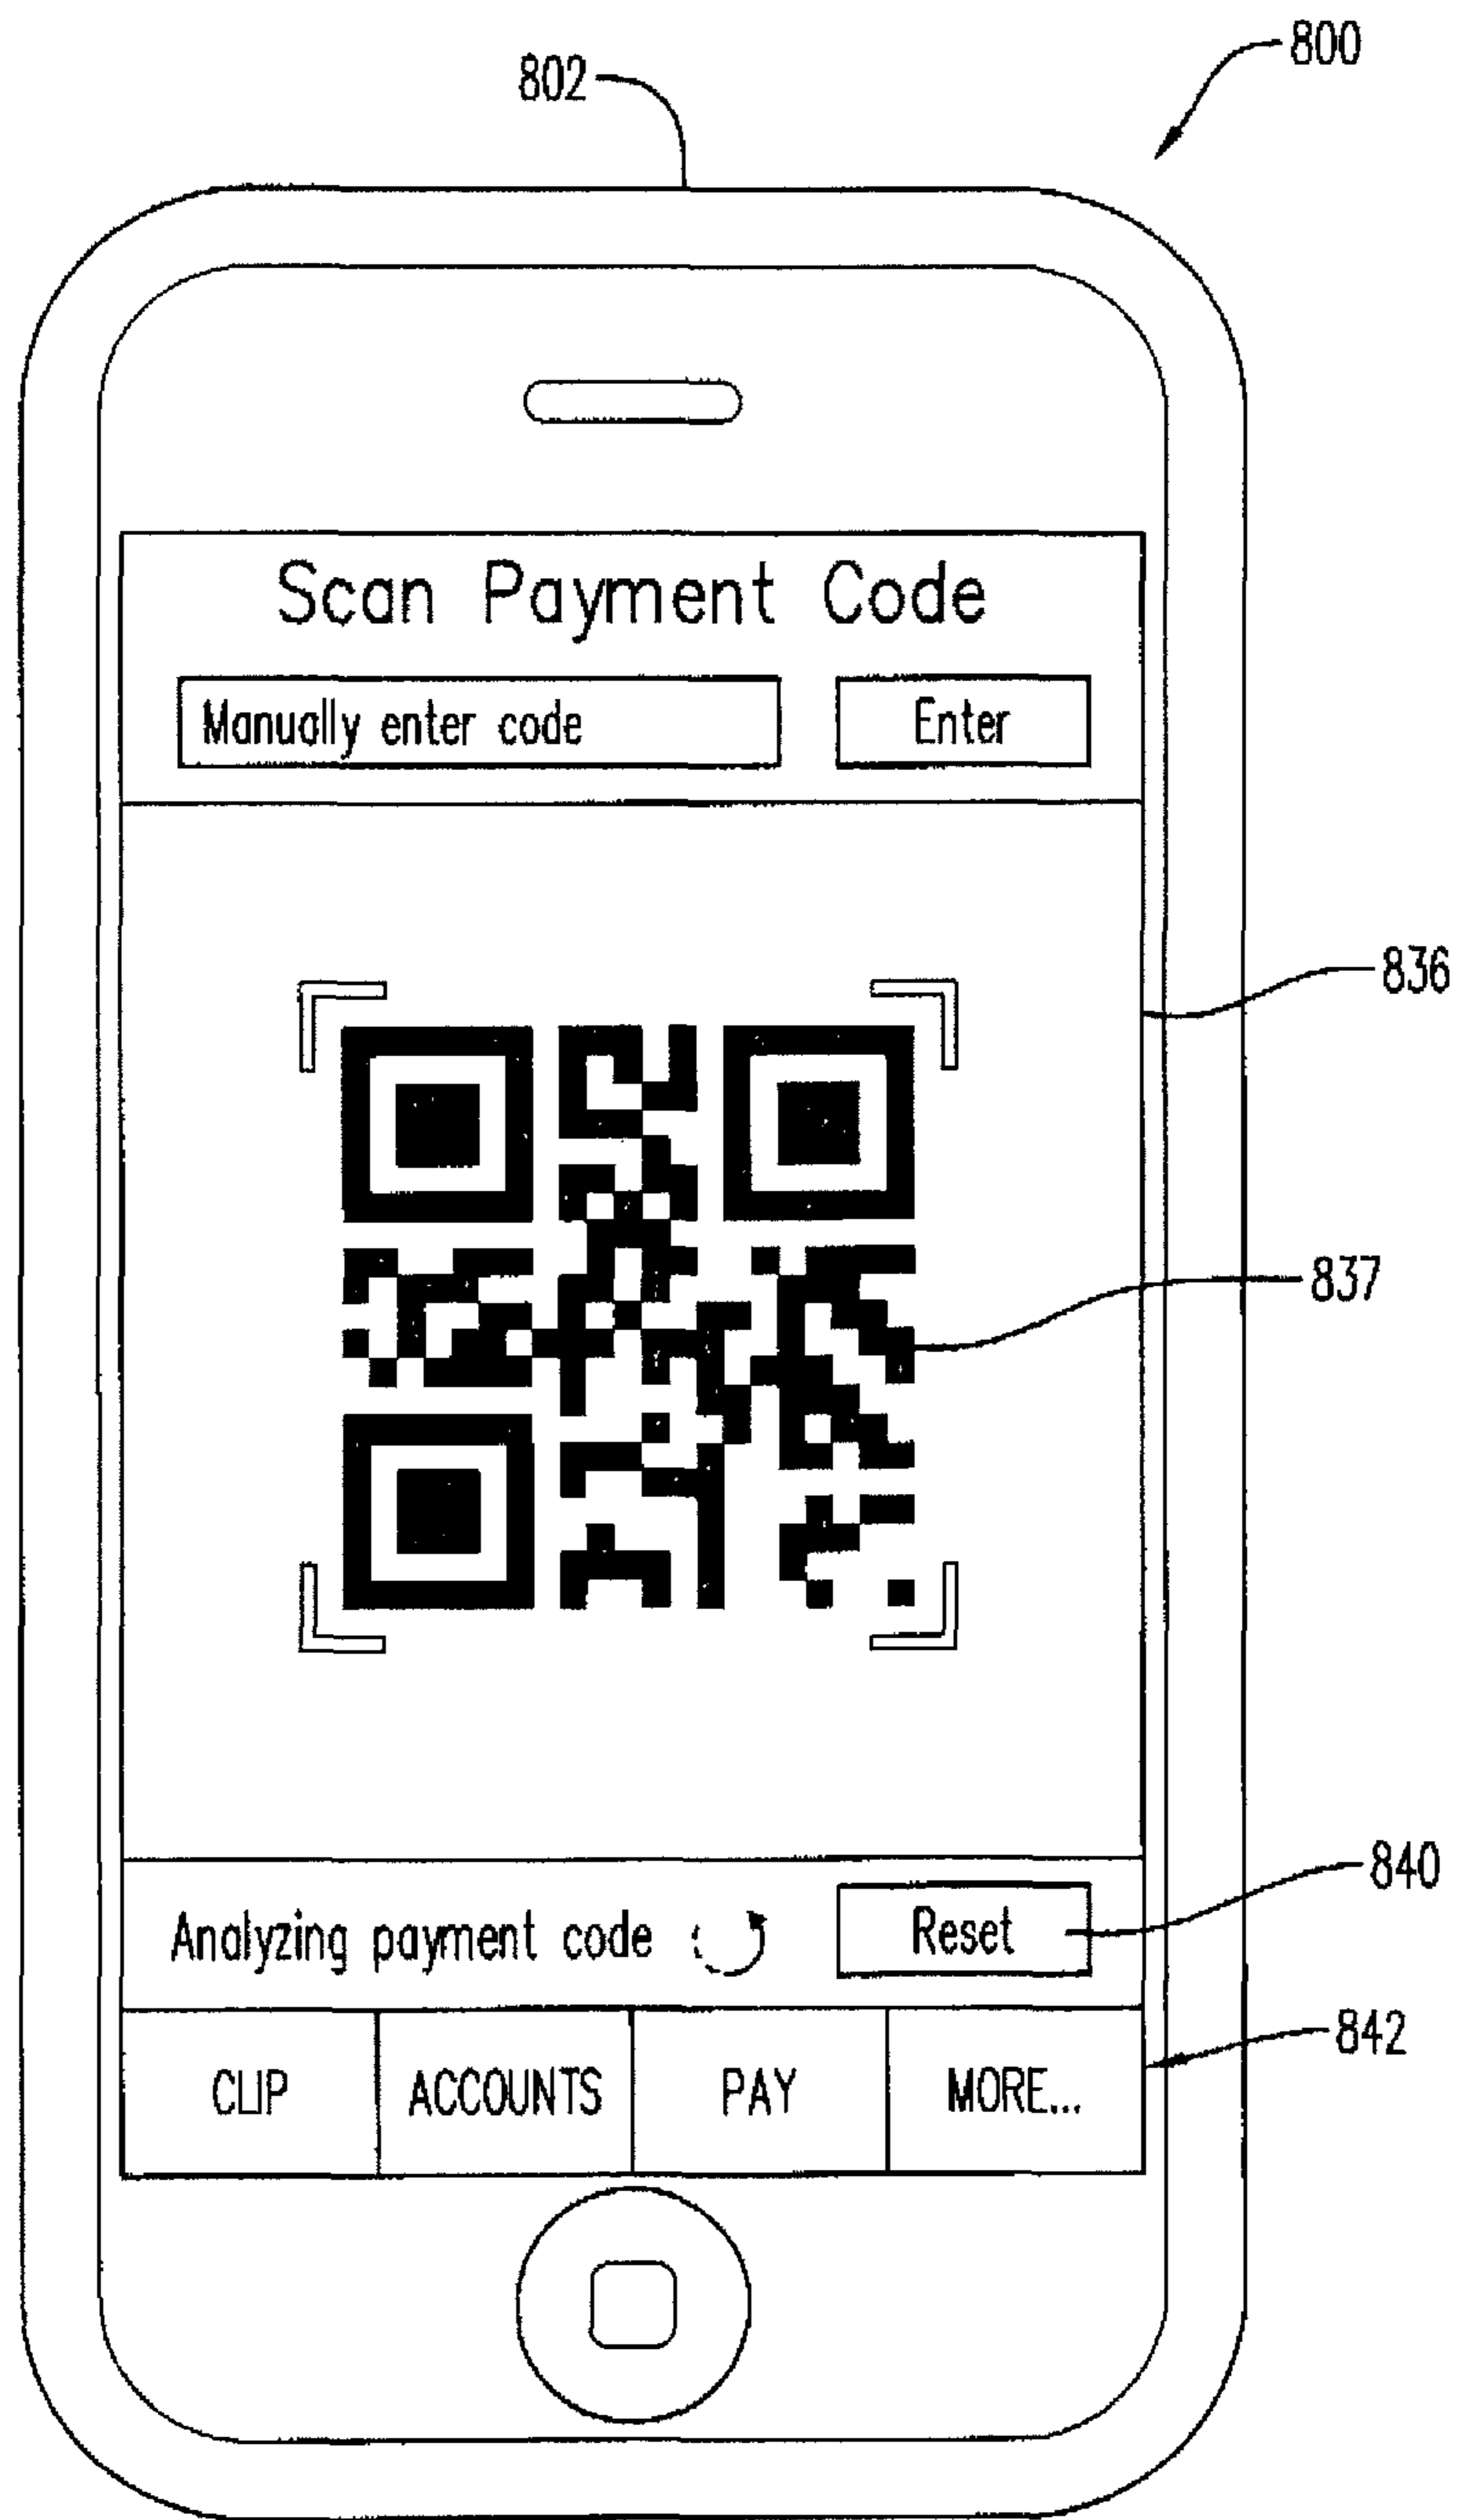 800
802
Scan Payment Code
Manually enter code Enter
836
837
840
Analyzing payment code Reset
842
CLIP ACCOUNTS PAY MORE...